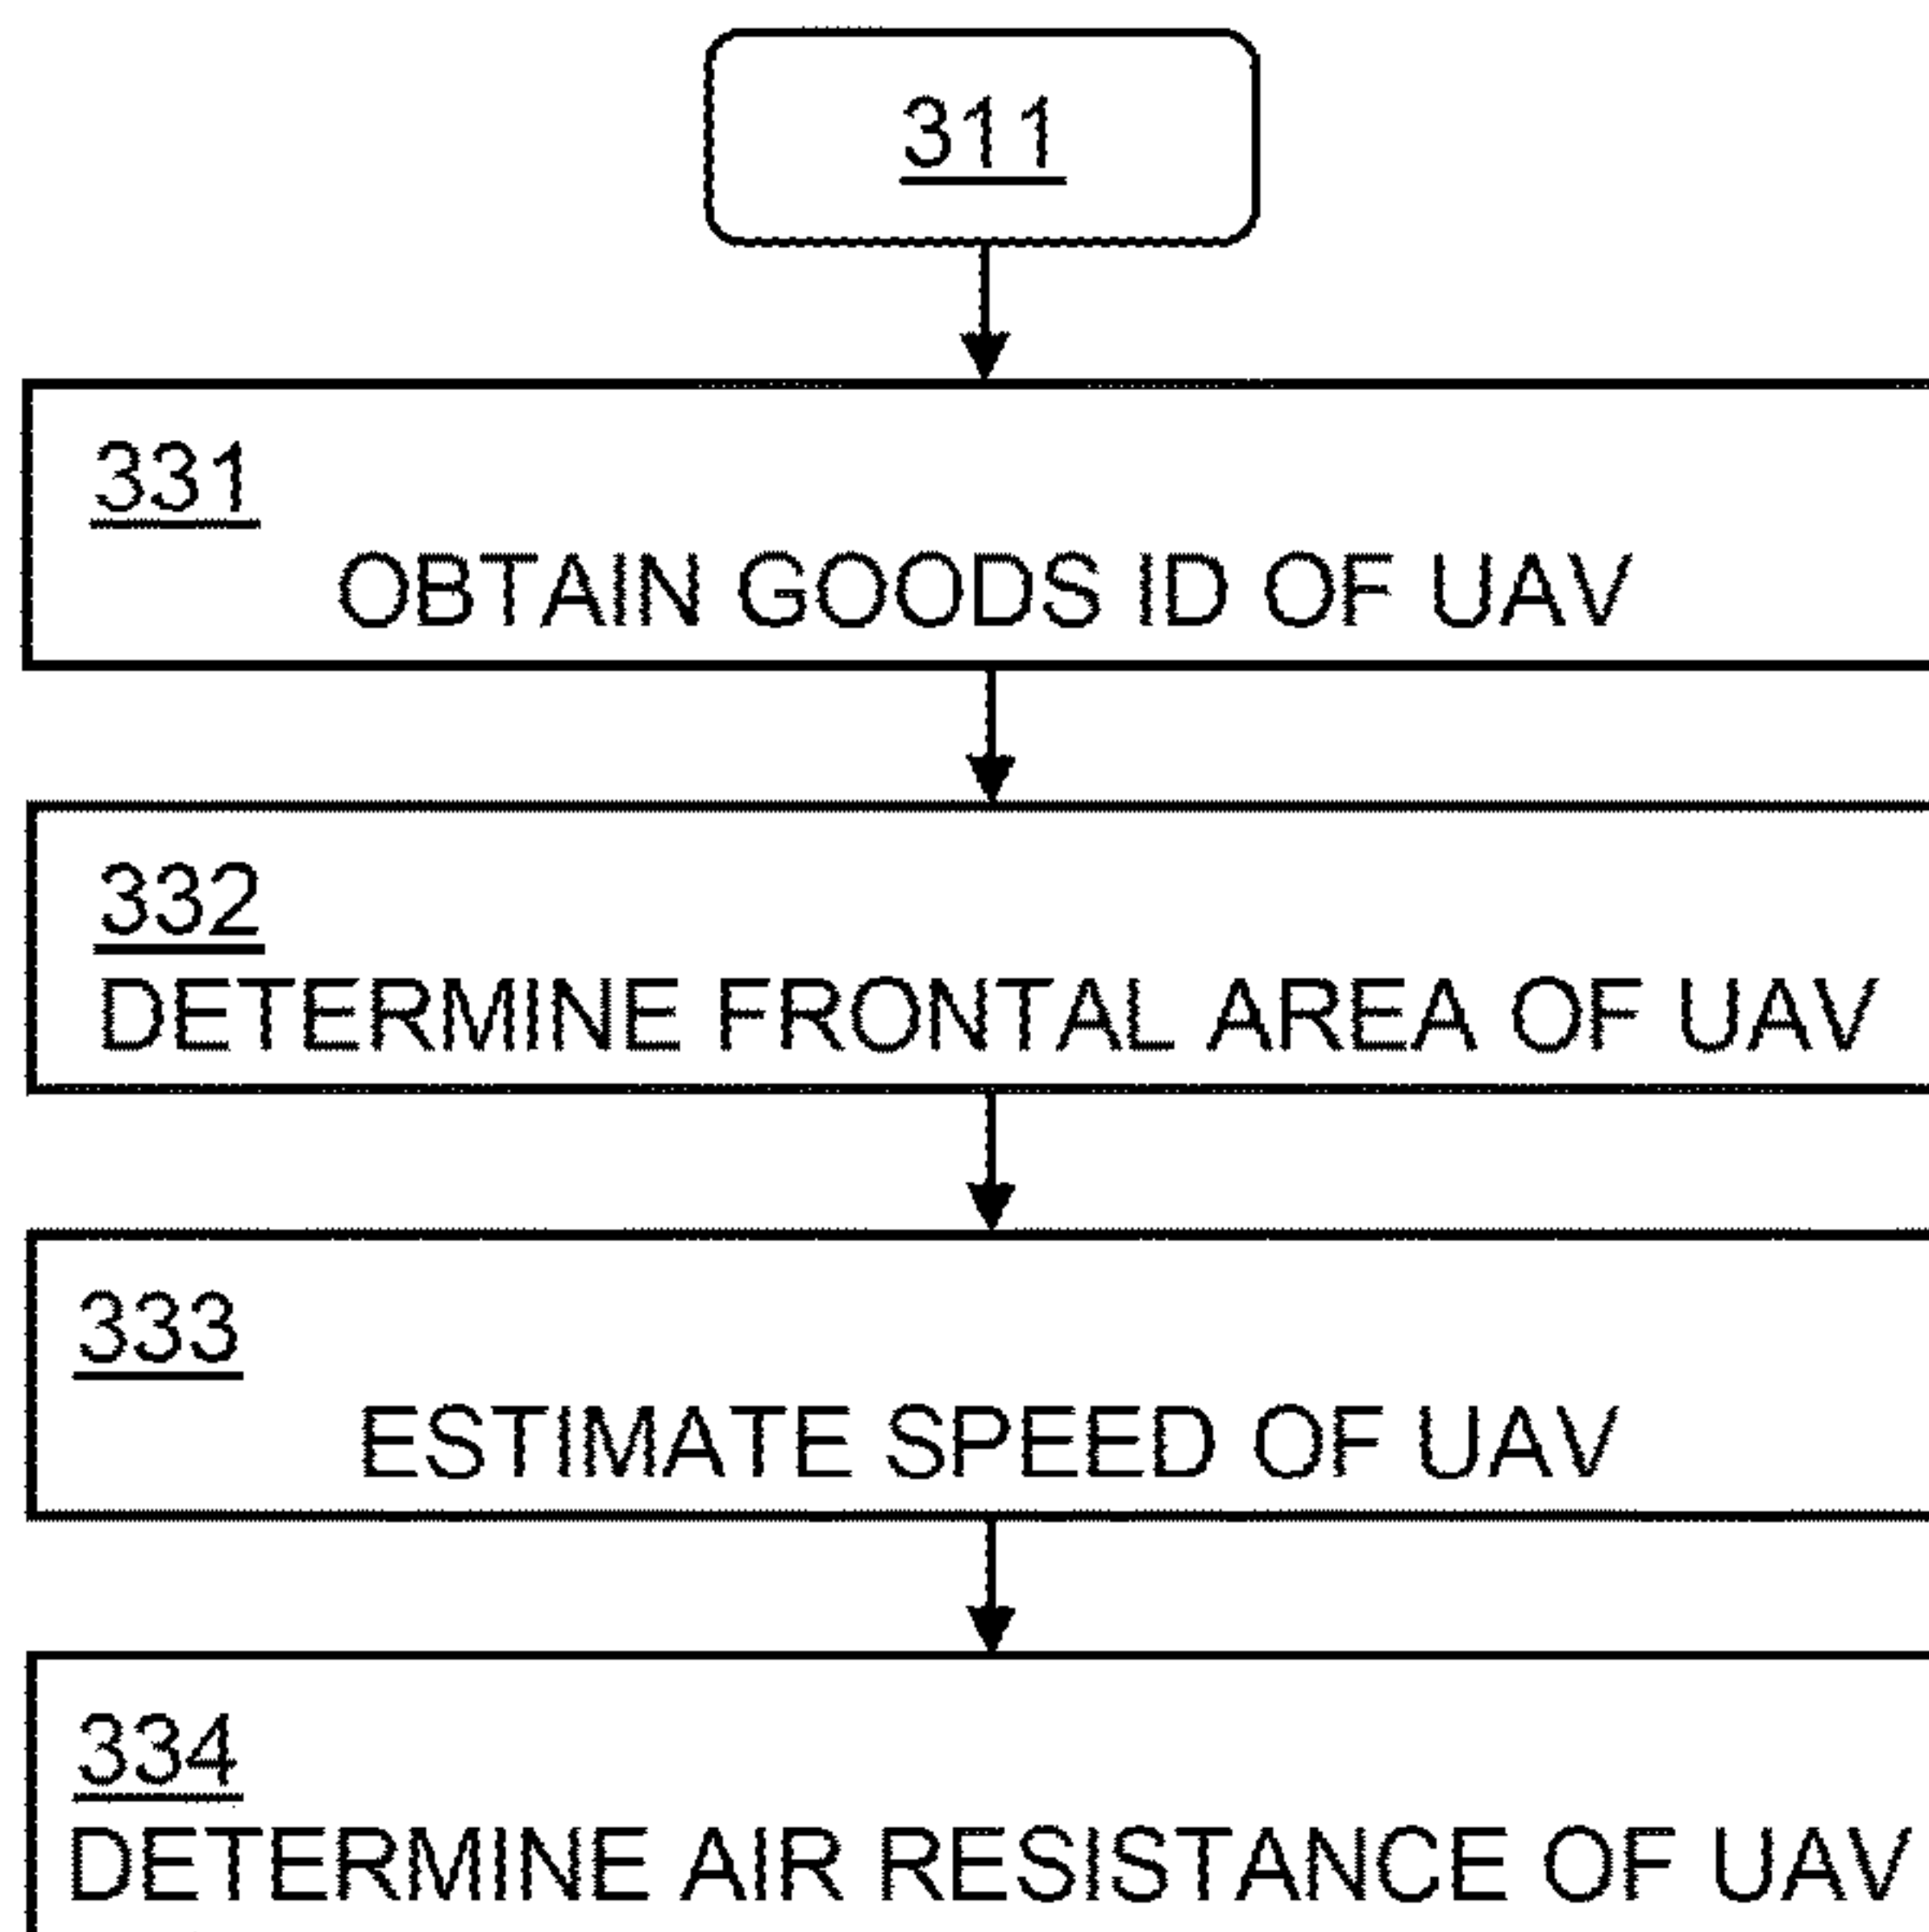 311
331
OBTAIN GOODS ID OF UAV
332
DETERMINE FRONTAL AREA OF UAV
333
ESTIMATE SPEED OF UAV
334
DETERMINE AIR RESISTANCE OF UAV